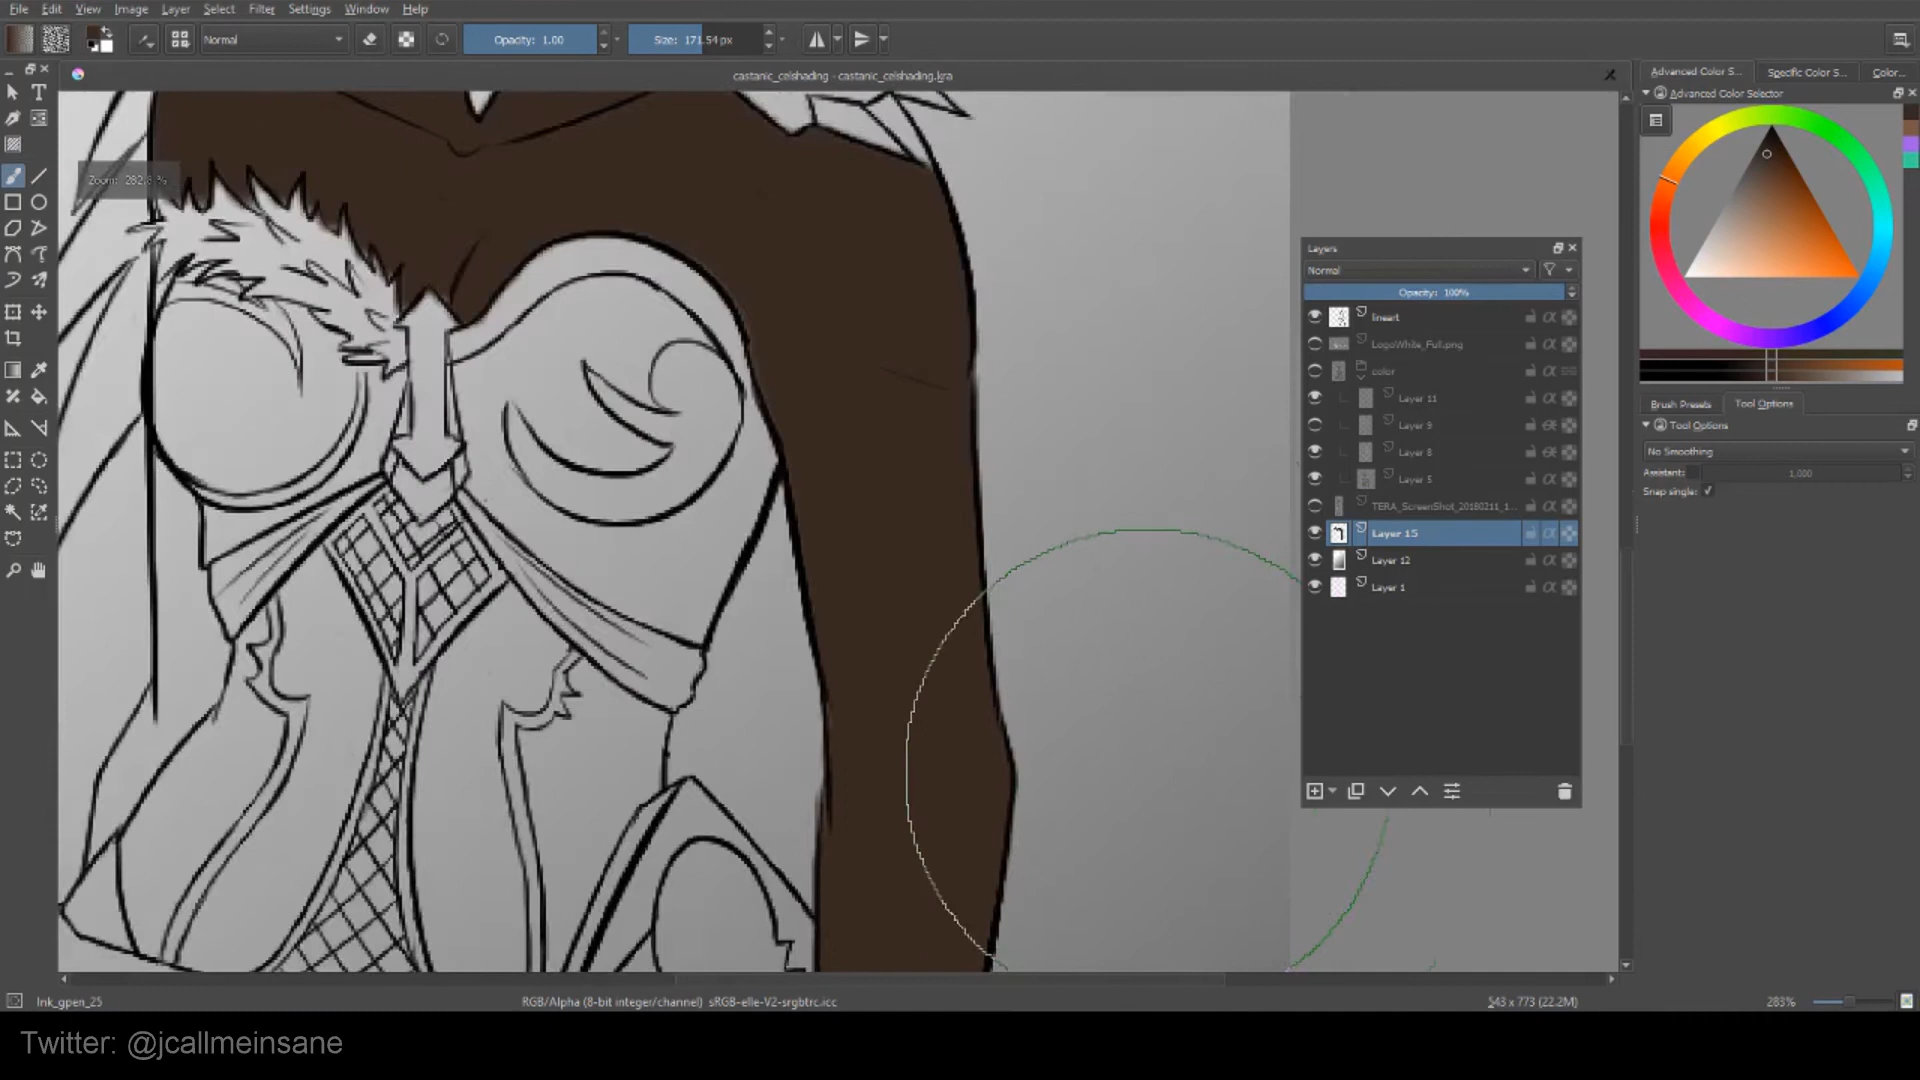 File Edit View Image Layer Select Filter Settings Window Help
Normal Opacity: 1.00 Size: 171.54 px
castanic_celshading - castanic_celshading.kra
Advanced Color S... Specific Color S... Color...
Advanced Color Selector
Zoom: 282.8 %
Layers
Normal
Opacity: 100%
lineart
LogoWhite_Full.png
color
Layer 11
Layer 9
Layer 8
Layer 5
TERA_ScreenShot_20180211_1...
Layer 15
Layer 12
Layer 1
Brush Presets Tool Options
Tool Options
No Smoothing
Assistant: 1,000
Snap single:
Ink_gpen_25
RGB/Alpha (8-bit integer/channel) sRGB-elle-V2-srgbtrc.icc
543 x 773 (22.2M)
283%
Twitter: @jcallmeinsane